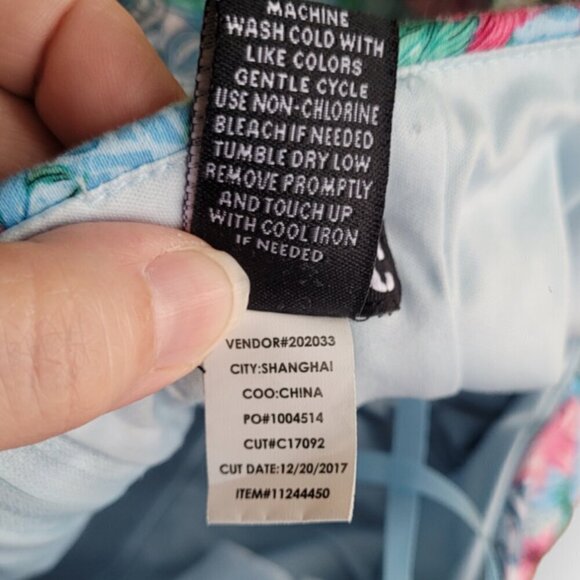 MACHINE
WASH COLD WITH
LIKE COLORS
GENTLE CYCLE
USE NON-CHLORINE
BLEACH IF NEEDED
TUMBLE DRY LOW
REMOVE PROMPTLY
AND TOUCH UP
WITH COOL IRON
IF NEEDED
VENDOR#202033
CITY:SHANGHAI
COO:CHINA
PO#1004514
CUT#C17092
CUT DATE:12/20/2017
ITEM#11244450